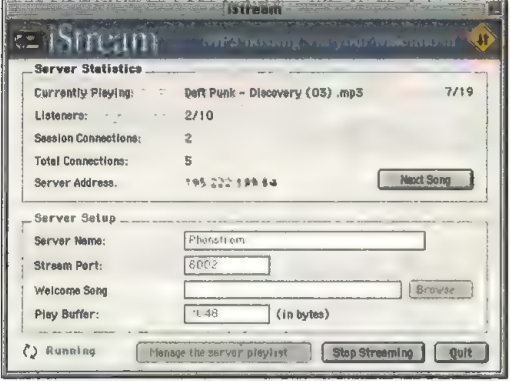 iStream
iStream
Server Statistics
Currently Playing: Daft Punk - Discovery (03) .mp3 7/19
Listeners: 2/10
Session Connections: 2
Total Connections: 5
Server Address.
Next Song
Server Setup
Server Name:
Stream Port: 8002
Welcome Song Browse
Play Buffer: (in bytes)
Running Manage the server playlist Stop Streaming Quit